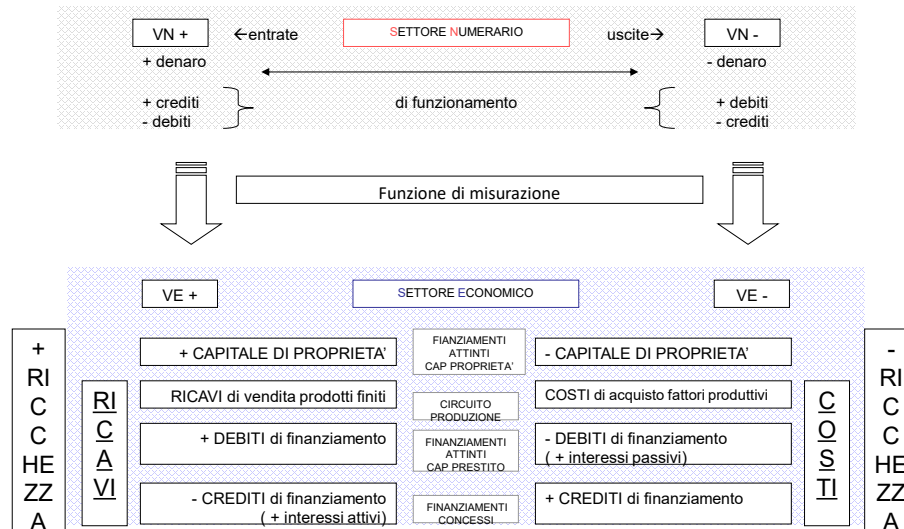 VN + ←entrate SETTORE NUMERARIO uscite→ VN -
+ denaro - denaro
+ crediti di funzionamento + debiti
- debiti - crediti
Funzione di misurazione
VE + SETTORE ECONOMICO VE -
+
RI
C
C
HE
ZZ
A
RI
C
A
VI
+ CAPITALE DI PROPRIETA'
RICAVI di vendita prodotti finiti
+ DEBITI di finanziamento
- CREDITI di finanziamento
( + interessi attivi)
FIANZIAMENTI
ATTINTI
CAP PROPRIETA'
CIRCUITO
PRODUZIONE
FINANZIAMENTI
ATTINTI
CAP PRESTITO
FINANZIAMENTI
CONCESSI
- CAPITALE DI PROPRIETA'
COSTI di acquisto fattori produttivi
- DEBITI di finanziamento
( + interessi passivi)
+ CREDITI di finanziamento
C
O
S
TI
-
RI
C
C
HE
ZZ
A